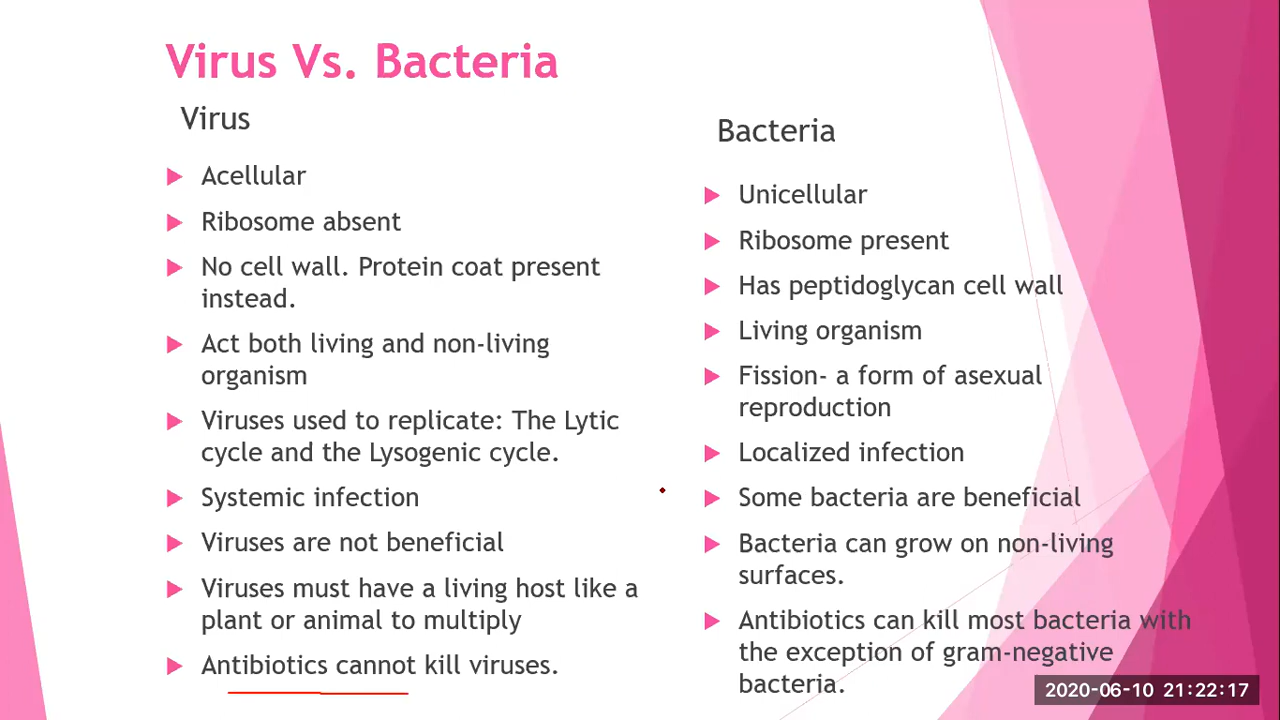 Virus Vs. Bacteria
Virus
Acellular
Ribosome absent
No cell wall. Protein coat present
instead.
Act both living and non-living
organism
Viruses used to replicate: The Lytic
cycle and the Lysogenic cycle.
Systemic infection
Viruses are not beneficial
Viruses must have a living host like a
plant or animal to multiply
Antibiotics cannot kill viruses.
Bacteria
Unicellular
Ribosome present
Has peptidoglycan cell wall
Living organism
Fission- a form of asexual
reproduction
Localized infection
Some bacteria are beneficial
Bacteria can grow on non-living
surfaces.
Antibiotics can kill most bacteria with
the exception of gram-negative
bacteria.
2020-06-10 21:22:17